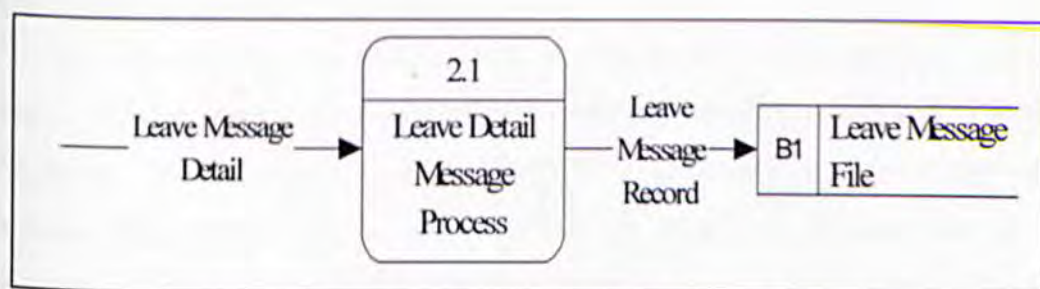 Leave Message
Detail
2.1
Leave Detail
Message
Process
Leave
Message
Record
B1
Leave Message
File